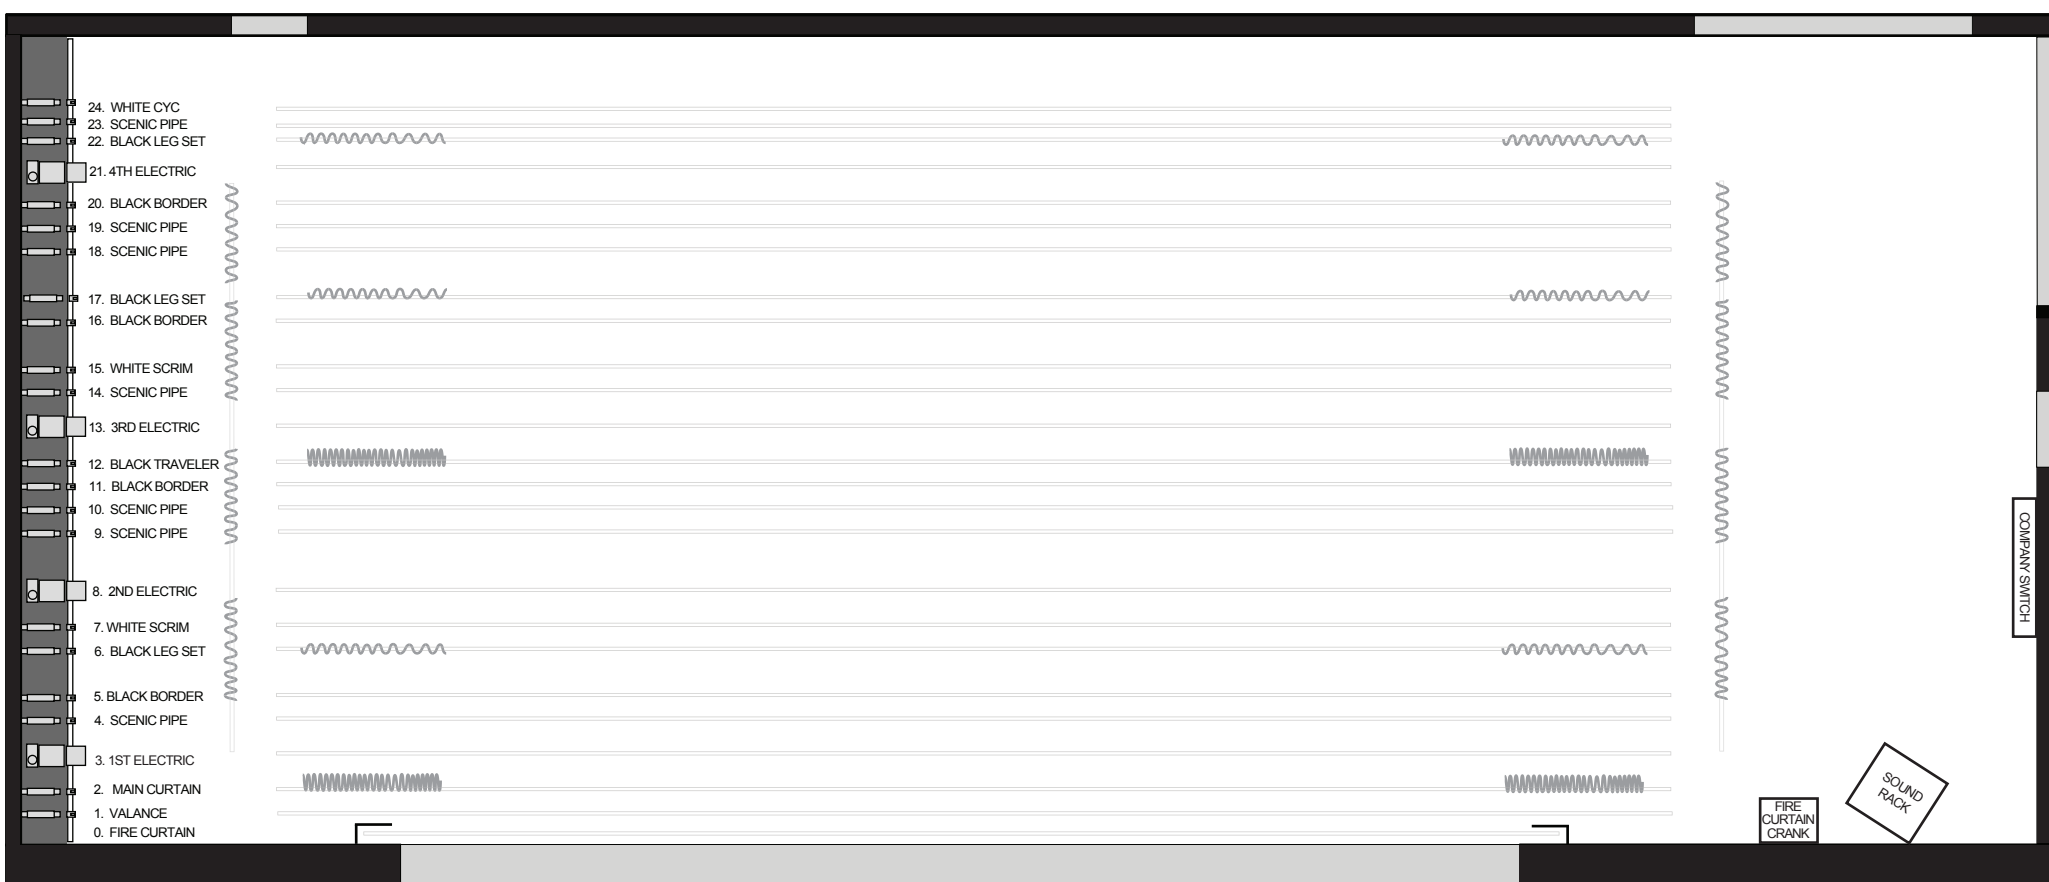 24. WHITE CYC
23. SCENIC PIPE
22. BLACK LEG SET
21. 4TH ELECTRIC
20. BLACK BORDER
19. SCENIC PIPE
18. SCENIC PIPE
17. BLACK LEG SET
16. BLACK BORDER
15. WHITE SCRIM
14. SCENIC PIPE
13. 3RD ELECTRIC
12. BLACK TRAVELER
11. BLACK BORDER
10. SCENIC PIPE
9. SCENIC PIPE
8. 2ND ELECTRIC
7. WHITE SCRIM
6. BLACK LEG SET
5. BLACK BORDER
4. SCENIC PIPE
3. 1ST ELECTRIC
2. MAIN CURTAIN
1. VALANCE
0. FIRE CURTAIN
COMPANY SWITCH
SOUND
RACK
FIRE
CURTAIN
CRANK